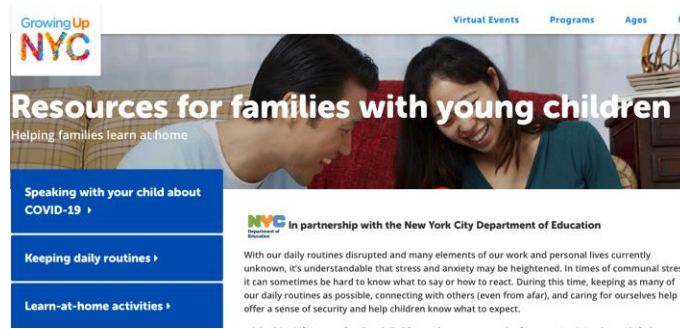 Growing Up
NYC
Virtual Events Programs Ages
Resources for families with young children
Helping families learn at home
Speaking with your child about
COVID-19
Keeping daily routines
Learn-at-home activities
NYC
Department of
Education
In partnership with the New York City Department of Education
With our daily routines disrupted and many elements of our work and personal lives currently
unknown, it's understandable that stress and anxiety may be heightened. In times of communal stres
it can sometimes be hard to know what to say or how to react. During this time, keeping as many of
our daily routines as possible, connecting with others (even from afar), and caring for ourselves help
offer a sense of security and help children know what to expect.